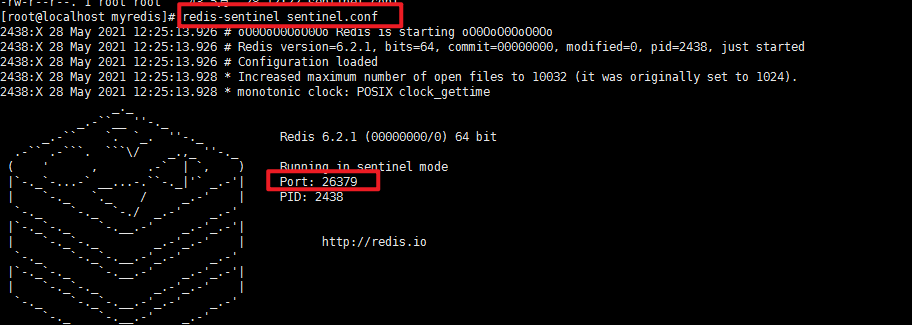 [root@localhost myredis]# redis-sentinel sentinel.conf
2438:X 28 May 2021 12:25:13.926 # oO0OoO0OoO0Oo Redis is starting oO0OoO0OoO0Oo
2438:X 28 May 2021 12:25:13.926 # Redis version=6.2.1, bits=64, commit=00000000, modified=0, pid=2438, just started
2438:X 28 May 2021 12:25:13.926 # Configuration loaded
2438:X 28 May 2021 12:25:13.928 * Increased maximum number of open files to 10032 (it was originally set to 1024).
2438:X 28 May 2021 12:25:13.928 * monotonic clock: POSIX clock_gettime
Redis 6.2.1 (00000000/0) 64 bit
Running in sentinel mode
Port: 26379
PID: 2438
http://redis.io